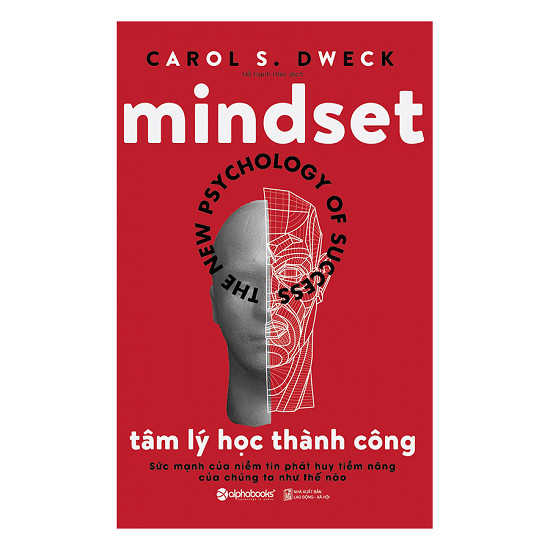 CAROL S. DWECK
mindset
THE NEW PSYCHOLOGY OF SUCCESS
tâm lý học thành công
Sức mạnh của niềm tin phát huy tiềm năng
của chúng ta như thế nào
alphabooks
NHÀ XUẤT BẢN
LAO ĐỘNG - XÃ HỘI